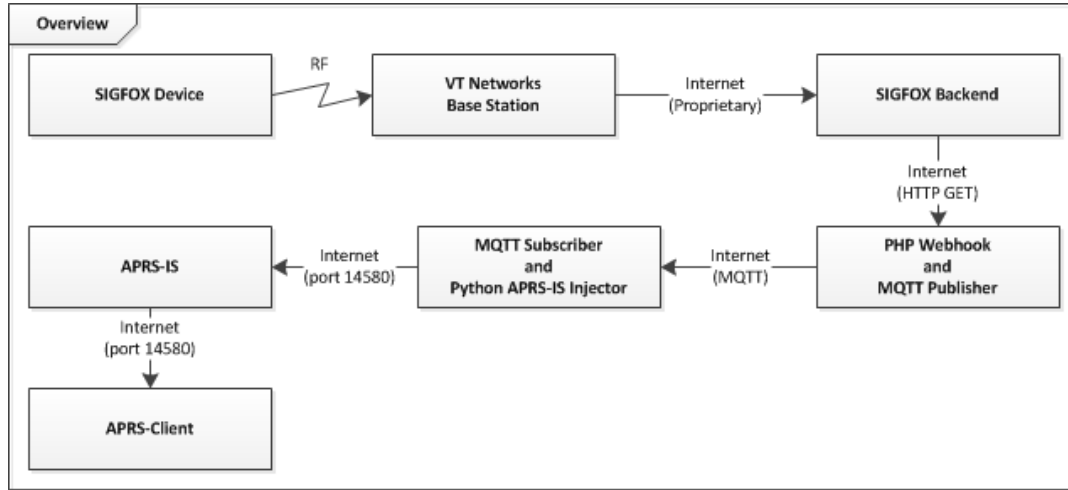 Overview
SIGFOX Device
RF
VT Networks
Base Station
Internet
(Proprietary)
SIGFOX Backend
Internet
(HTTP GET)
APRS-IS
Internet
(port 14580)
MQTT Subscriber
and
Python APRS-IS Injector
Internet
(MQTT)
PHP Webhook
and
MQTT Publisher
Internet
(port 14580)
APRS-Client